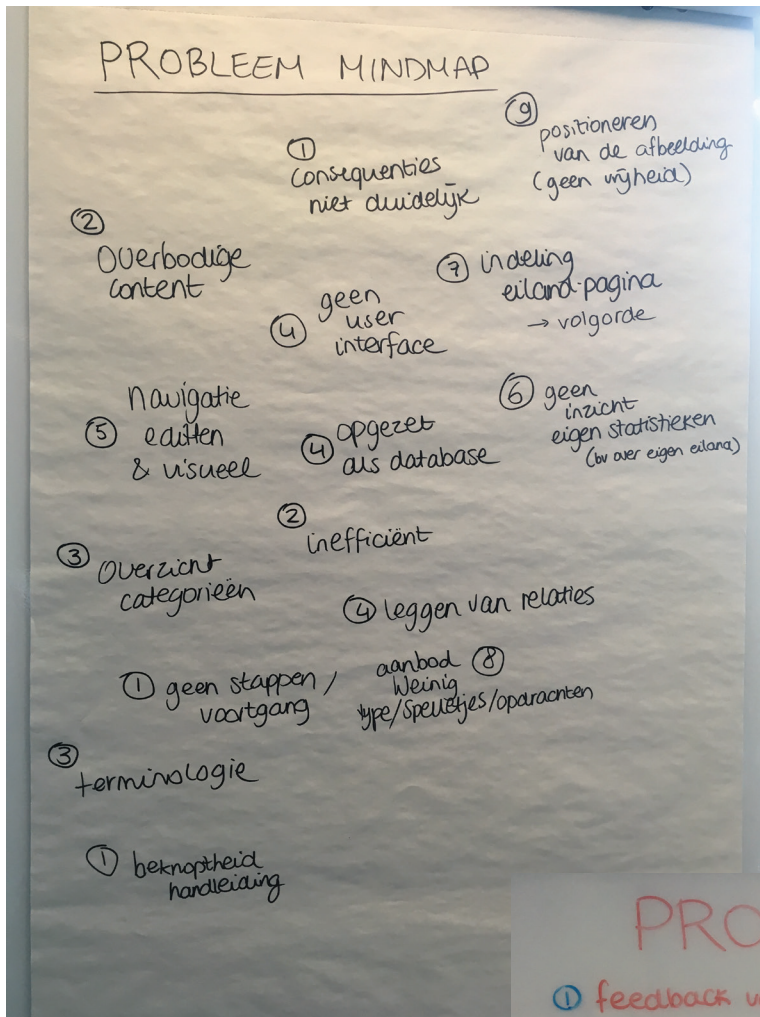 PROBLEEM MINDMAP
① consequenties
niet duidelijk
⑨
positioneren
van de afbeelding
(geen vrijheid)
②
Overbodige
content
④ geen
user
interface
⑦ indeling
eiland-pagina
→ volgorde
⑤ navigatie
editten
& visueel
④ opgezet
als database
⑥ geen
inzicht
eigen statistieken
(bv over eigen eiland)
②
inefficiënt
③ Overzicht
categorieën
④ leggen van relaties
① geen stappen /
voortgang
aanbod ⑧
Weinig
type/Spelletjes/opdrachten
③
terminologie
① beknoptheid
handleiding
PRO
① feedback